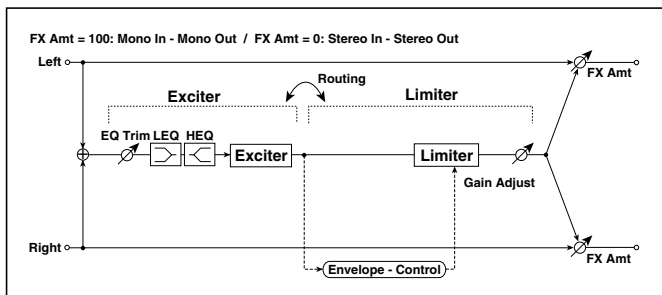 FX Amt = 100: Mono In - Mono Out / FX Amt = 0: Stereo In - Stereo Out
Left
FX Amt
Routing
Exciter
Limiter
EQ Trim
LEQ
HEQ
Exciter
Limiter
Gain Adjust
Right
FX Amt
Envelope - Control